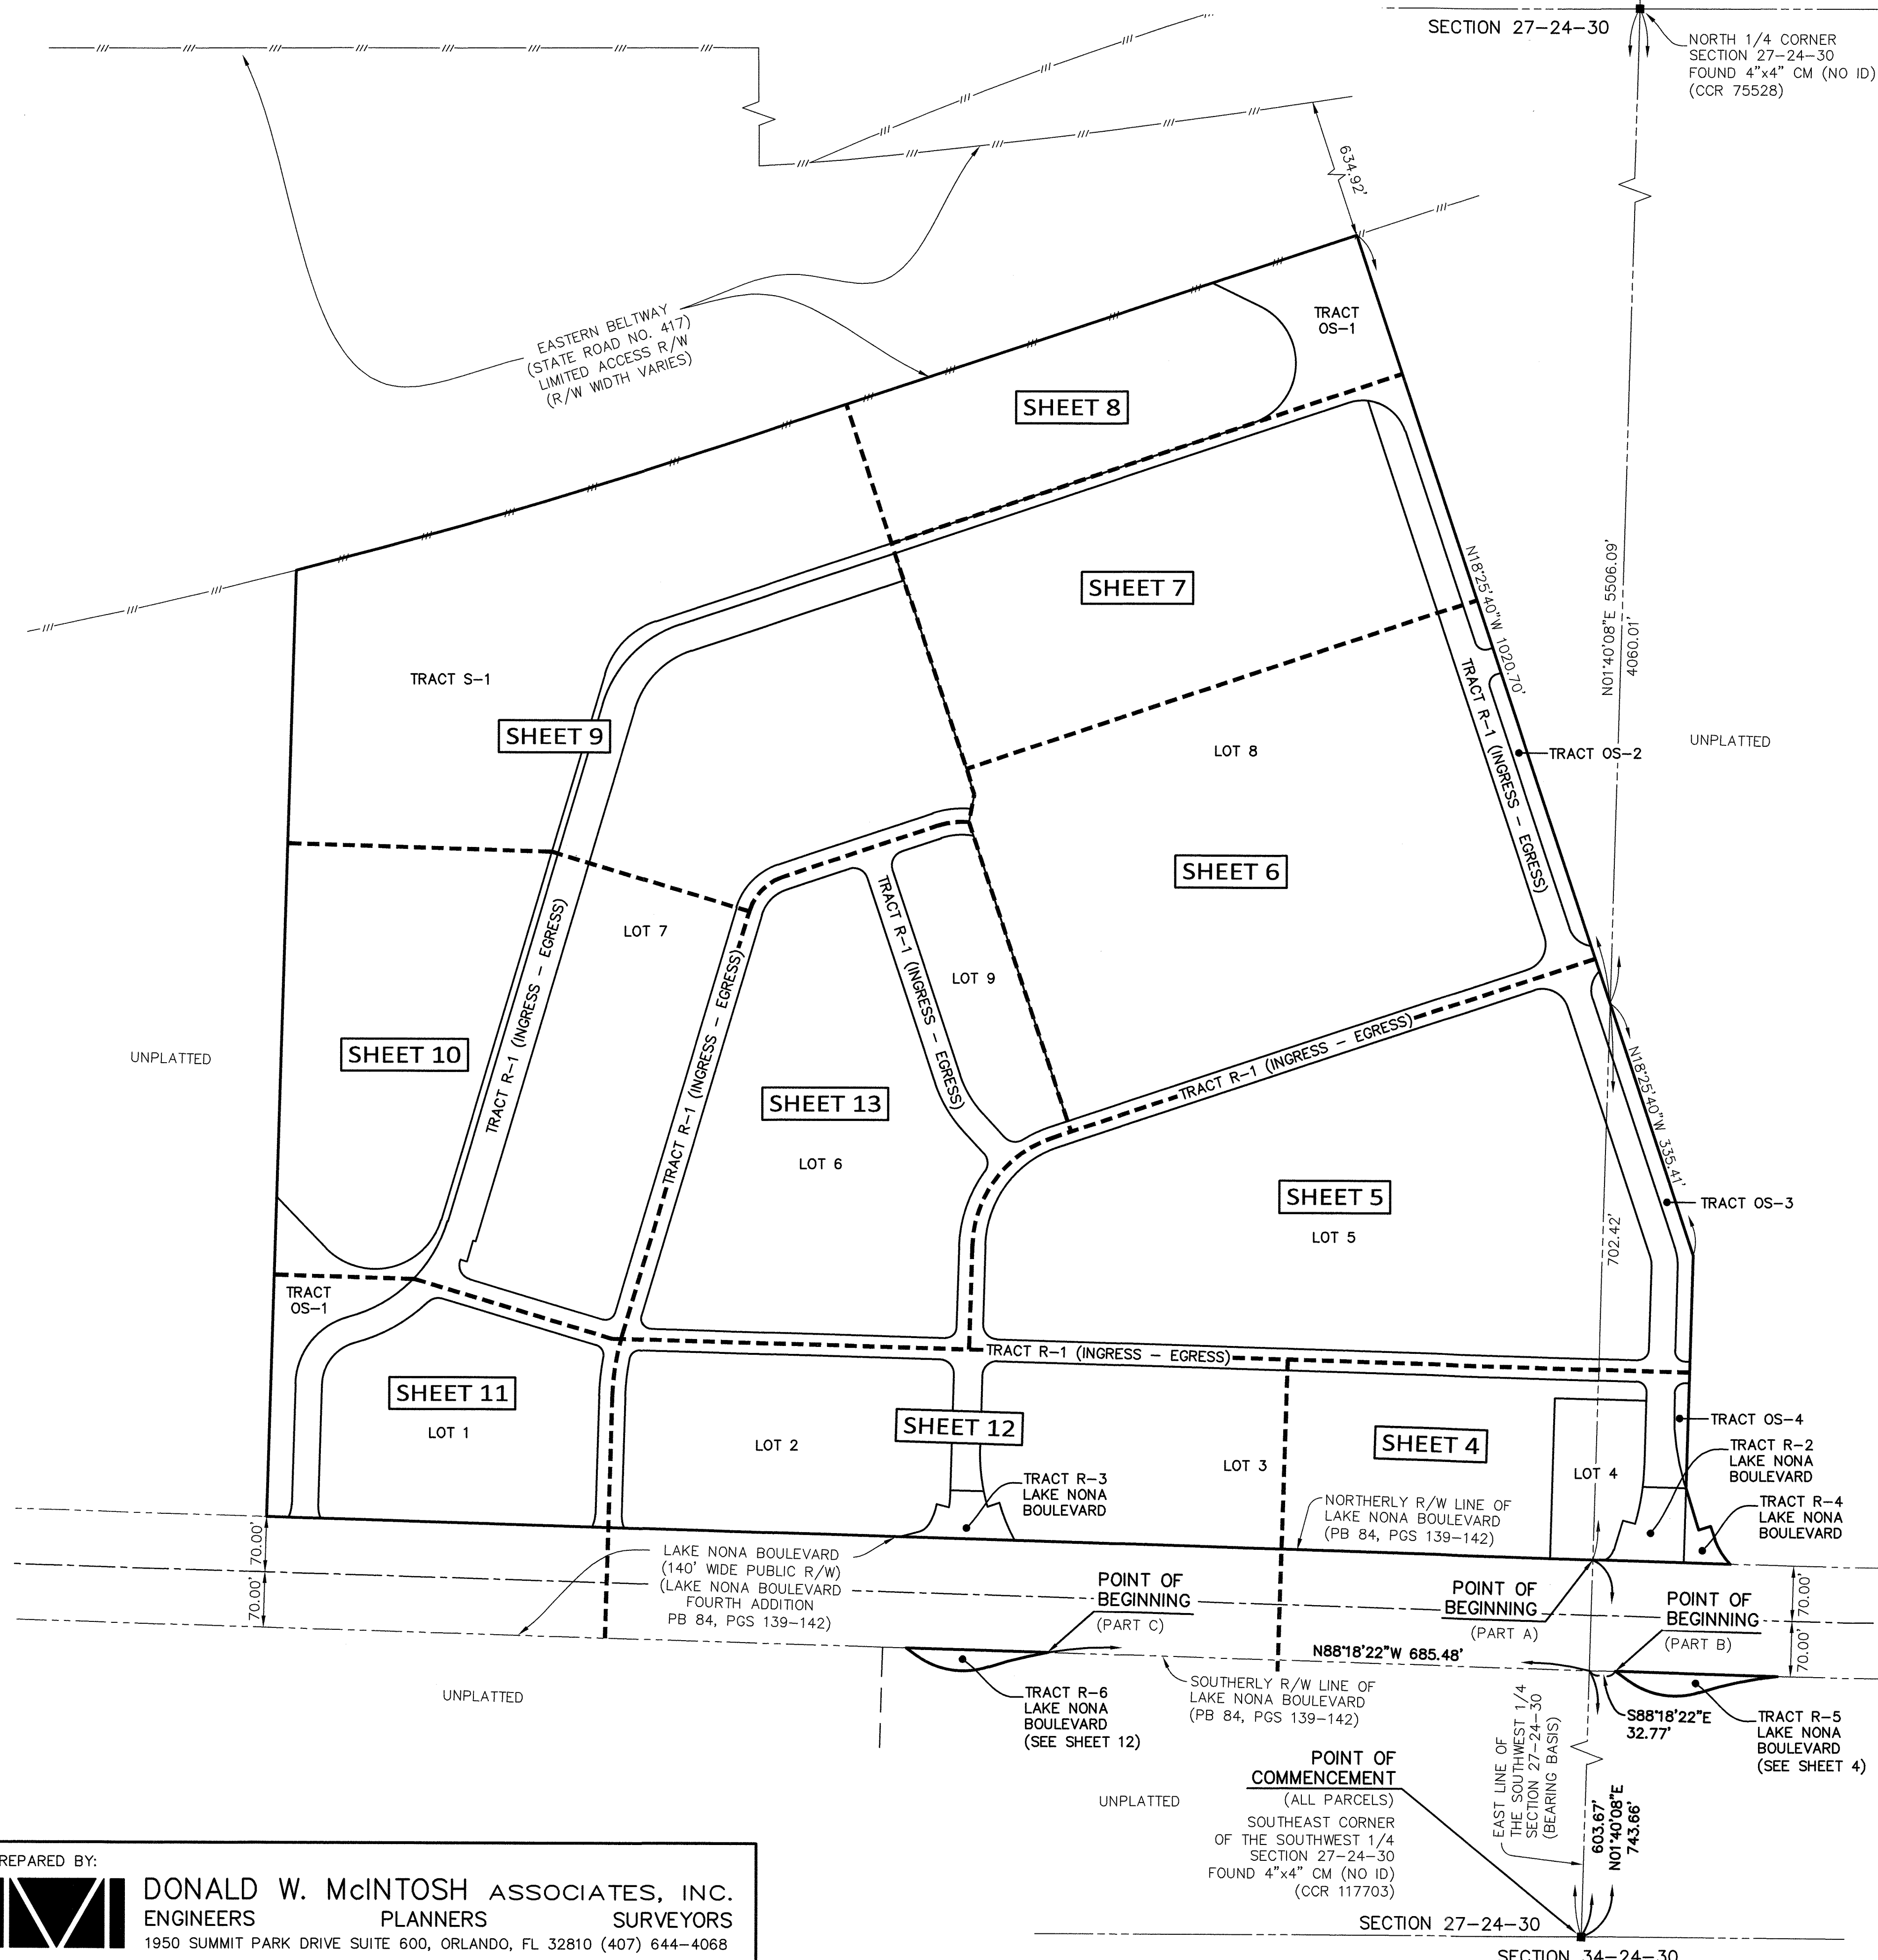 SECTION 27-24-30
NORTH 1/4 CORNER
SECTION 27-24-30
FOUND 4"x4" CM (NO ID)
(CCR 75528)
634.92'
EASTERN BELTWAY
(STATE ROAD NO. 417)
LIMITED ACCESS R/W
(R/W WIDTH VARIES)
TRACT
OS-1
SHEET 8
SHEET 7
N18°25'40"W 1020.70'
N01°40'08"E 5506.09'
4060.01'
TRACT S-1
SHEET 9
LOT 8
TRACT R-1 (INGRESS - EGRESS)
TRACT OS-2
UNPLATTED
SHEET 6
LOT 7
TRACT R-1 (INGRESS - EGRESS)
TRACT R-1 (INGRESS - EGRESS)
TRACT R-1 (INGRESS - EGRESS)
LOT 9
UNPLATTED
SHEET 10
SHEET 13
LOT 6
TRACT R-1 (INGRESS - EGRESS)
N18°25'40"W 335.41'
SHEET 5
LOT 5
702.42'
TRACT OS-3
TRACT
OS-1
TRACT R-1 (INGRESS - EGRESS)
SHEET 11
LOT 1
LOT 2
SHEET 12
LOT 3
SHEET 4
LOT 4
TRACT OS-4
TRACT R-2
LAKE NONA
BOULEVARD
TRACT R-3
LAKE NONA
BOULEVARD
NORTHERLY R/W LINE OF
LAKE NONA BOULEVARD
(PB 84, PGS 139-142)
TRACT R-4
LAKE NONA
BOULEVARD
70.00'
70.00'
LAKE NONA BOULEVARD
(140' WIDE PUBLIC R/W)
(LAKE NONA BOULEVARD
FOURTH ADDITION
PB 84, PGS 139-142)
POINT OF
BEGINNING
(PART C)
POINT OF
BEGINNING
(PART A)
POINT OF
BEGINNING
(PART B)
70.00'
70.00'
N88°18'22"W 685.48'
UNPLATTED
TRACT R-6
LAKE NONA
BOULEVARD
(SEE SHEET 12)
SOUTHERLY R/W LINE OF
LAKE NONA BOULEVARD
(PB 84, PGS 139-142)
S88°18'22"E
32.77'
TRACT R-5
LAKE NONA
BOULEVARD
(SEE SHEET 4)
EAST LINE OF
THE SOUTHWEST 1/4
SECTION 27-24-30
(BEARING BASIS)
603.67'
N01°40'08"E
743.66'
POINT OF
COMMENCEMENT
(ALL PARCELS)
SOUTHEAST CORNER
OF THE SOUTHWEST 1/4
SECTION 27-24-30
FOUND 4"x4" CM (NO ID)
(CCR 117703)
UNPLATTED
SECTION 27-24-30
SECTION 34-24-30
REPARED BY:
DONALD W. McINTOSH ASSOCIATES, INC.
ENGINEERS PLANNERS SURVEYORS
1950 SUMMIT PARK DRIVE SUITE 600, ORLANDO, FL 32810 (407) 644-4068